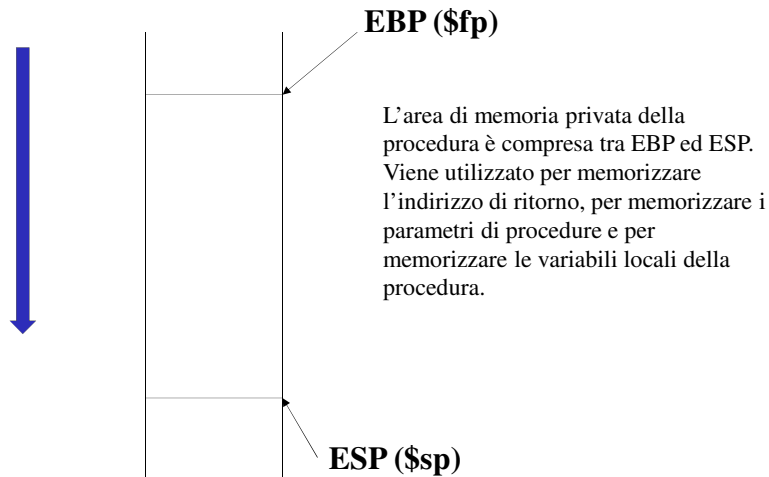 EBP ($fp)
L’area di memoria privata della
procedura è compresa tra EBP ed ESP.
Viene utilizzato per memorizzare
l’indirizzo di ritorno, per memorizzare i
parametri di procedure e per
memorizzare le variabili locali della
procedura.
ESP ($sp)